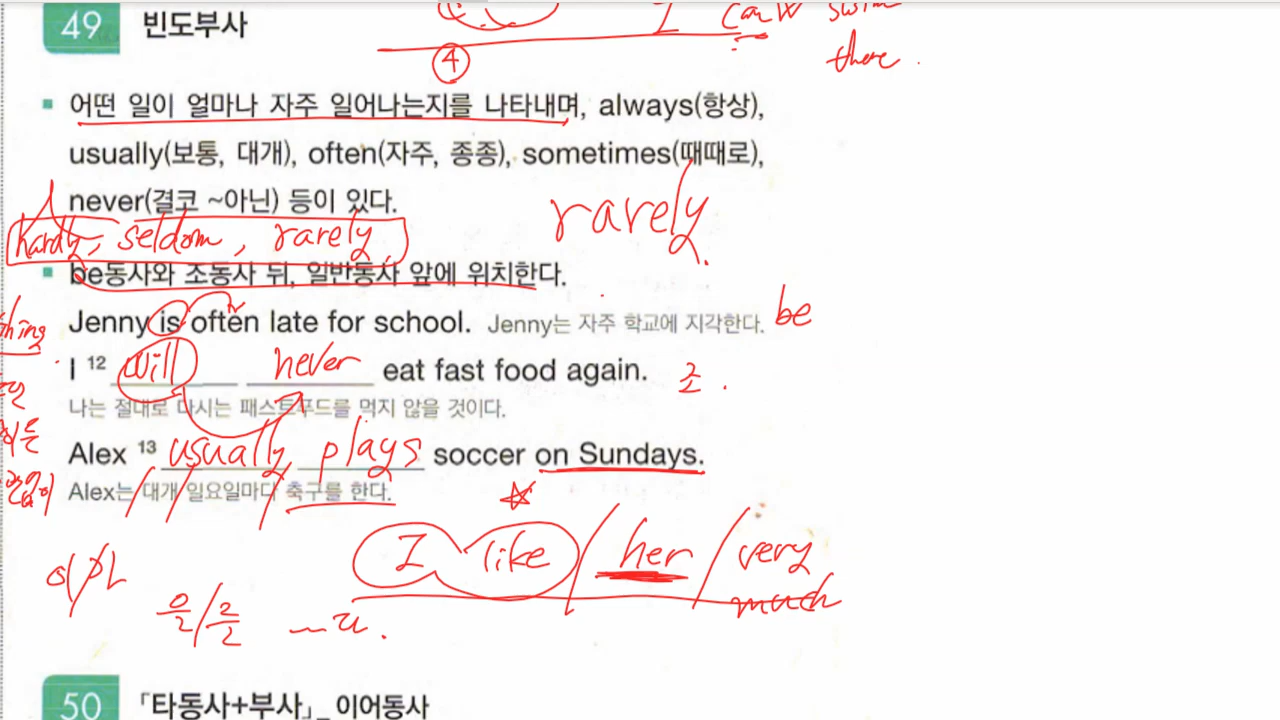 I can swim
49 빈도부사
④
there.
어떤 일이 얼마나 자주 일어나는지를 나타내며, always(항상),
usually(보통, 대개), often(자주, 종종), sometimes(때때로),
never(결코 ~아닌) 등이 있다.
rarely.
hardly, seldom, rarely,
be동사와 조동사 뒤, 일반동사 앞에 위치한다.
Jenny is often late for school. Jenny는 자주 학교에 지각한다. be
I 12 will never eat fast food again. 조.
나는 절대로 다시는 패스트푸드를 먹지 않을 것이다.
Alex 13 usually plays soccer on Sundays.
Alex는 대개 일요일마다 축구를 한다.
I like / her / very
much
을/를 ㅡ다.
50 「타동사+부사」_ 이어동사